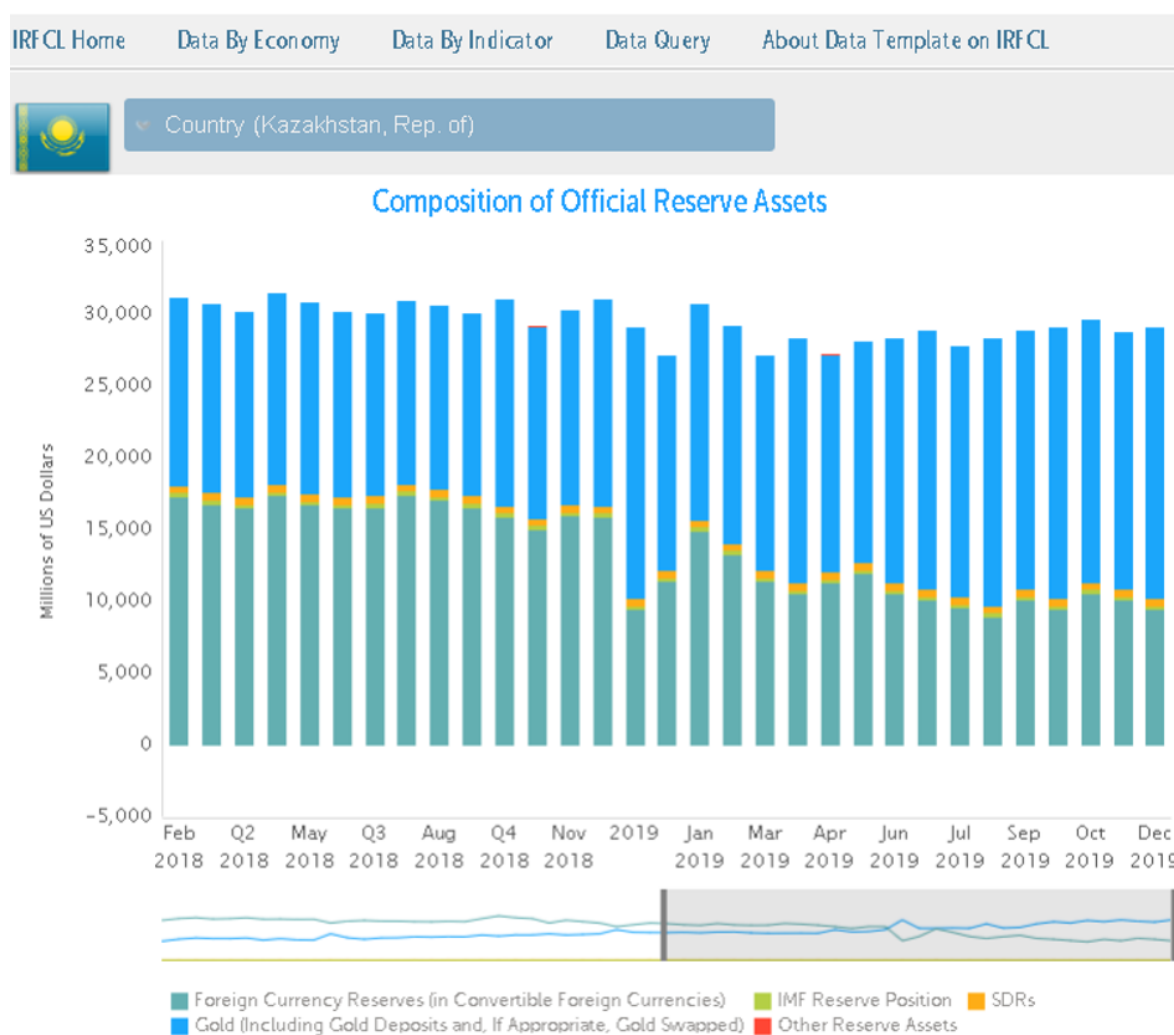 IRFCL Home Data By Economy Data By Indicator Data Query About Data Template on IRFCL
Country (Kazakhstan, Rep. of)
Composition of Official Reserve Assets
35,000
30,000
25,000
20,000
15,000
10,000
5,000
0
-5,000
Millions of US Dollars
Feb 2018 Q2 2018 May 2018 Q3 2018 Aug 2018 Q4 2018 Nov 2018 2019 Jan 2019 Mar 2019 Apr 2019 Jun 2019 Jul 2019 Sep 2019 Oct 2019 Dec 2019
Foreign Currency Reserves (in Convertible Foreign Currencies) IMF Reserve Position SDRs
Gold (Including Gold Deposits and, If Appropriate, Gold Swapped) Other Reserve Assets